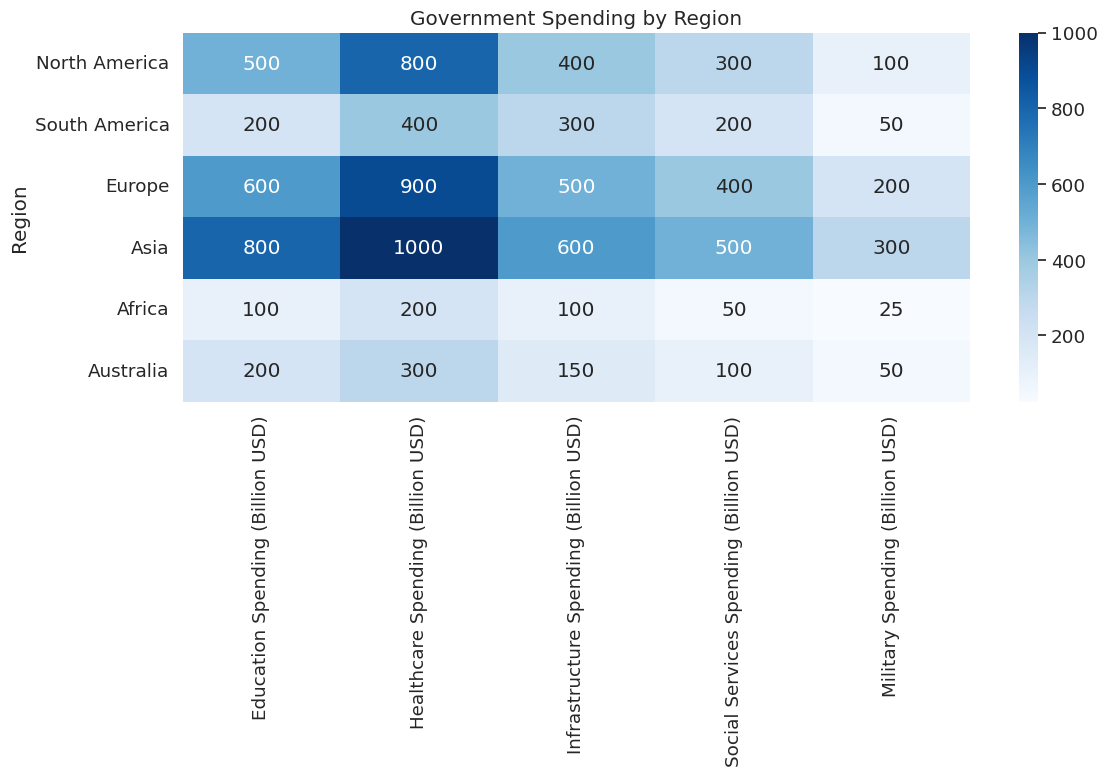 Government Spending by Region
Region
North America 500 800 400 300 100
South America 200 400 300 200 50
Europe 600 900 500 400 200
Asia 800 1000 600 500 300
Africa 100 200 100 50 25
Australia 200 300 150 100 50
Education Spending (Billion USD)
Healthcare Spending (Billion USD)
Infrastructure Spending (Billion USD)
Social Services Spending (Billion USD)
Military Spending (Billion USD)
1000
800
600
400
200